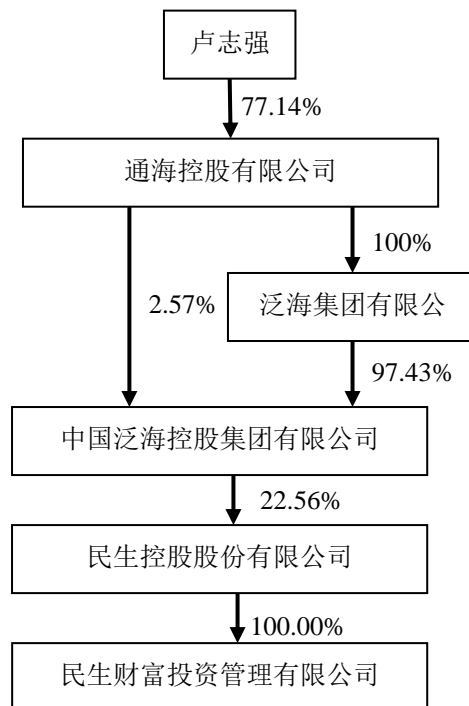 卢志强
77.14%
通海控股有限公司
100%
2.57%
泛海集团有限公
97.43%
中国泛海控股集团有限公司
22.56%
民生控股股份有限公司
100.00%
民生财富投资管理有限公司